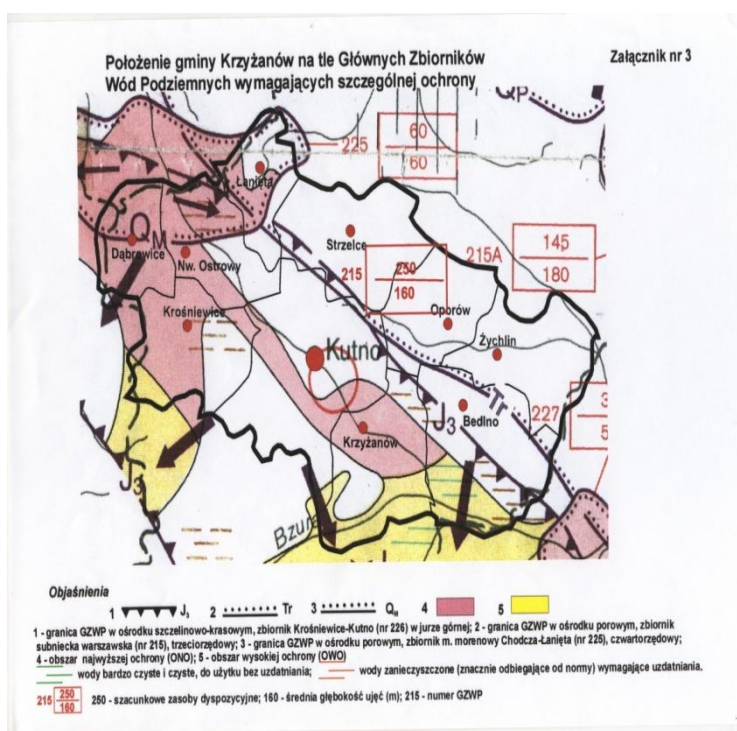 Położenie gminy Krzyżanów na tle Głównych Zbiorników
Wód Podziemnych wymagających szczególnej ochrony
Załącznik nr 3
QP
225
60
60
Łanięta
QM
Dąbrowice
Nw. Ostrowy
Strzelce
215
250
160
215A
145
180
Krośniewice
Oporów
Żychlin
Kutno
Tr
227
3
5
J3
Bedlno
Krzyżanów
J3
Bzura
Objaśnienia
1 J3 2 Tr 3 QM 4 5
1 - granica GZWP w ośrodku szczelinowo-krasowym, zbiornik Krośniewice-Kutno (nr 226) w jurze górnej; 2 - granica GZWP w ośrodku porowym, zbiornik
subniecka warszawska (nr 215), trzeciorzędowy; 3 - granica GZWP w ośrodku porowym, zbiornik m. morenowy Chodcza-Łanięta (nr 225), czwartorzędowy;
4 - obszar najwyższej ochrony (ONO); 5 - obszar wysokiej ochrony (OWO)
wody bardzo czyste i czyste, do użytku bez uzdatniania; wody zanieczyszczone (znacznie odbiegające od normy) wymagające uzdatniania.
215 250 160 250 - szacunkowe zasoby dyspozycyjne; 160 - średnia głębokość ujęć (m); 215 - numer GZWP